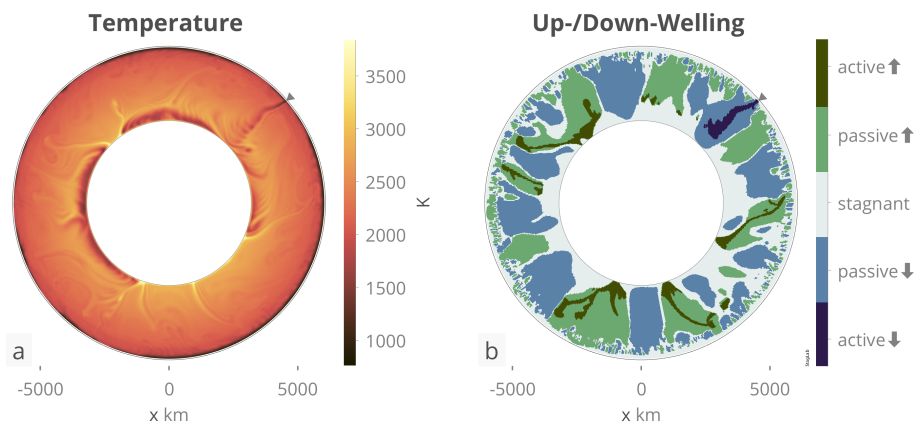 Temperature
3500
3000
2500
2000
1500
1000
K
a
-5000 0 5000
x km
Up-/Down-Welling
active
passive
stagnant
passive
active
b
StagLab
-5000 0 5000
x km